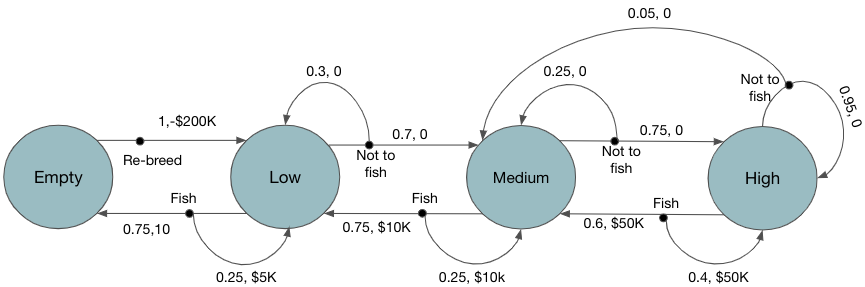 0.05, 0
0.3, 0
0.25, 0
Not to
fish
0.95, 0
1,-$200K
0.7, 0
0.75, 0
Re-breed
Not to
fish
Not to
fish
Empty
Low
Medium
High
Fish
Fish
Fish
0.75,10
0.75, $10K
0.6, $50K
0.25, $5K
0.25, $10k
0.4, $50K